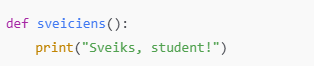 def sveiciens():
    print("Sveiks, student!")